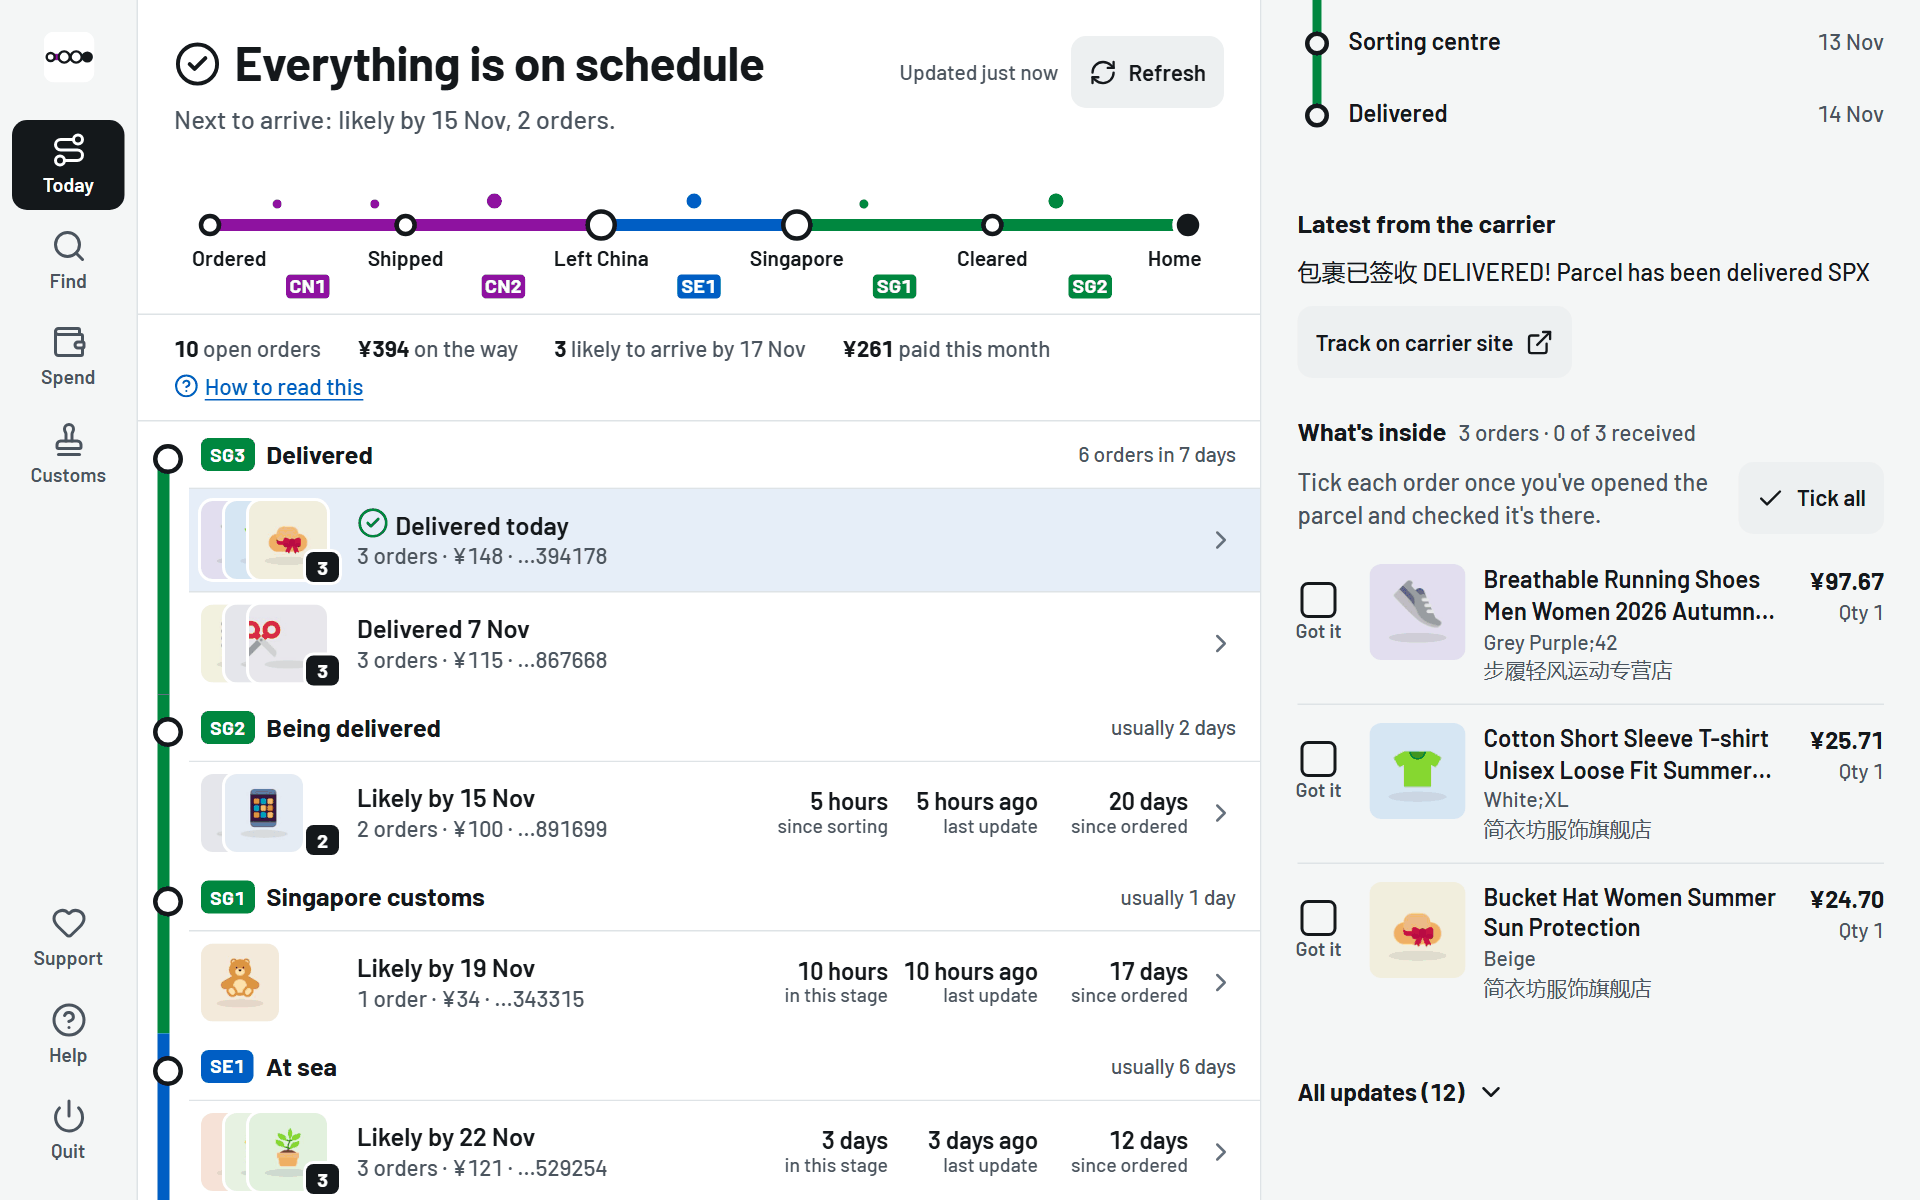 Today
Find
Spend
Customs
Support
Help
Quit
Everything is on schedule
Updated just now
Refresh
Next to arrive: likely by 15 Nov, 2 orders.
Ordered
Shipped
Left China
Singapore
Cleared
Home
CN1
CN2
SE1
SG1
SG2
10 open orders
¥394 on the way
3 likely to arrive by 17 Nov
¥261 paid this month
How to read this
SG3 Delivered
6 orders in 7 days
Delivered today
3 orders · ¥148 · ...394178
3
Delivered 7 Nov
3 orders · ¥115 · ...867668
3
SG2 Being delivered
usually 2 days
Likely by 15 Nov
2 orders · ¥100 · ...891699
2
5 hours
since sorting
5 hours ago
last update
20 days
since ordered
SG1 Singapore customs
usually 1 day
Likely by 19 Nov
1 order · ¥34 · ...343315
10 hours
in this stage
10 hours ago
last update
17 days
since ordered
SE1 At sea
usually 6 days
Likely by 22 Nov
3 orders · ¥121 · ...529254
3
3 days
in this stage
3 days ago
last update
12 days
since ordered
Sorting centre
13 Nov
Delivered
14 Nov
Latest from the carrier
包裹已签收 DELIVERED! Parcel has been delivered SPX
Track on carrier site
What's inside 3 orders · 0 of 3 received
Tick each order once you've opened the
parcel and checked it's there.
Tick all
Got it
Breathable Running Shoes
Men Women 2026 Autumn...
Grey Purple;42
步履轻风运动专营店
¥97.67
Qty 1
Got it
Cotton Short Sleeve T-shirt
Unisex Loose Fit Summer...
White;XL
简衣坊服饰旗舰店
¥25.71
Qty 1
Got it
Bucket Hat Women Summer
Sun Protection
Beige
简衣坊服饰旗舰店
¥24.70
Qty 1
All updates (12)